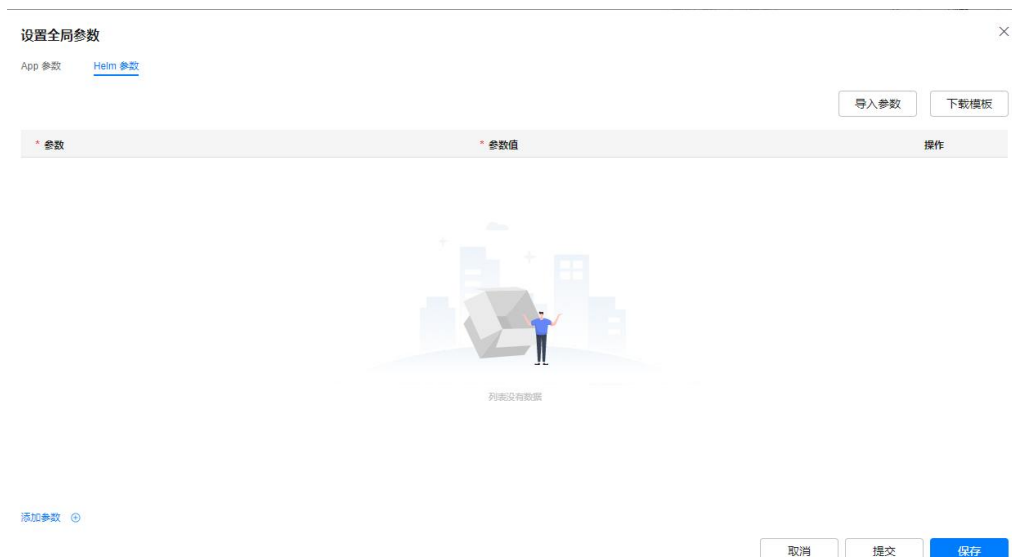 设置全局参数
App 参数 Helm 参数
导入参数 下载模板
* 参数 * 参数值 操作
列表没有数据
添加参数
取消 提交 保存